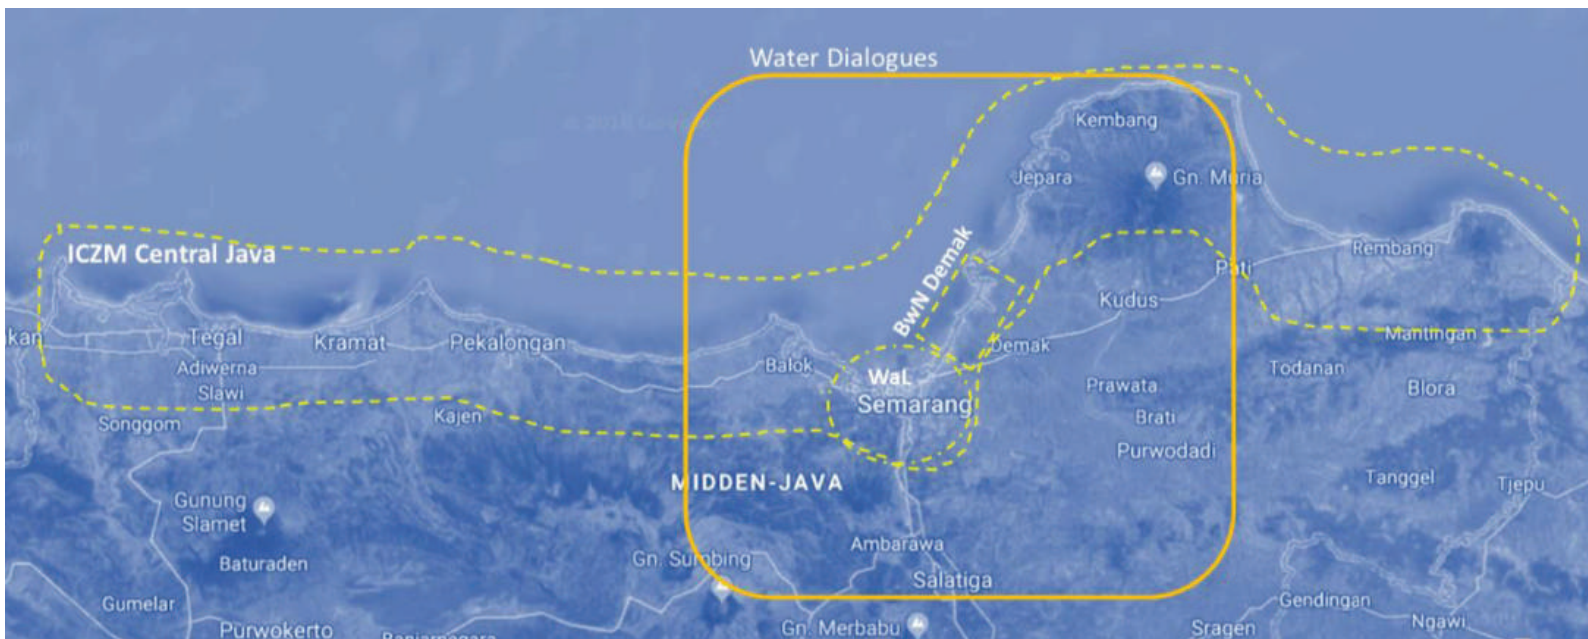 Water Dialogues
Kembang
Jepara
Gn. Muria
ICZM Central Java
BwN Demak
Rembang
Pati
Kudus
kan
Tegal
Kramat
Pekalongan
Demak
Mantingan
Adiwerna
Balok
Todanan
Slawi
WaL
Semarang
Prawata
Blora
Songgom
Kajen
Brati
Purwodadi
MIDDEN-JAVA
Tanggel
Tjepu
Gunung
Slamet
Baturaden
Gn. Sumbing
Ambarawa
Salatiga
Gumelar
Gendingan
Purwokerto
Banjarnegara
Gn. Merbabu
Sragen
Ngawi